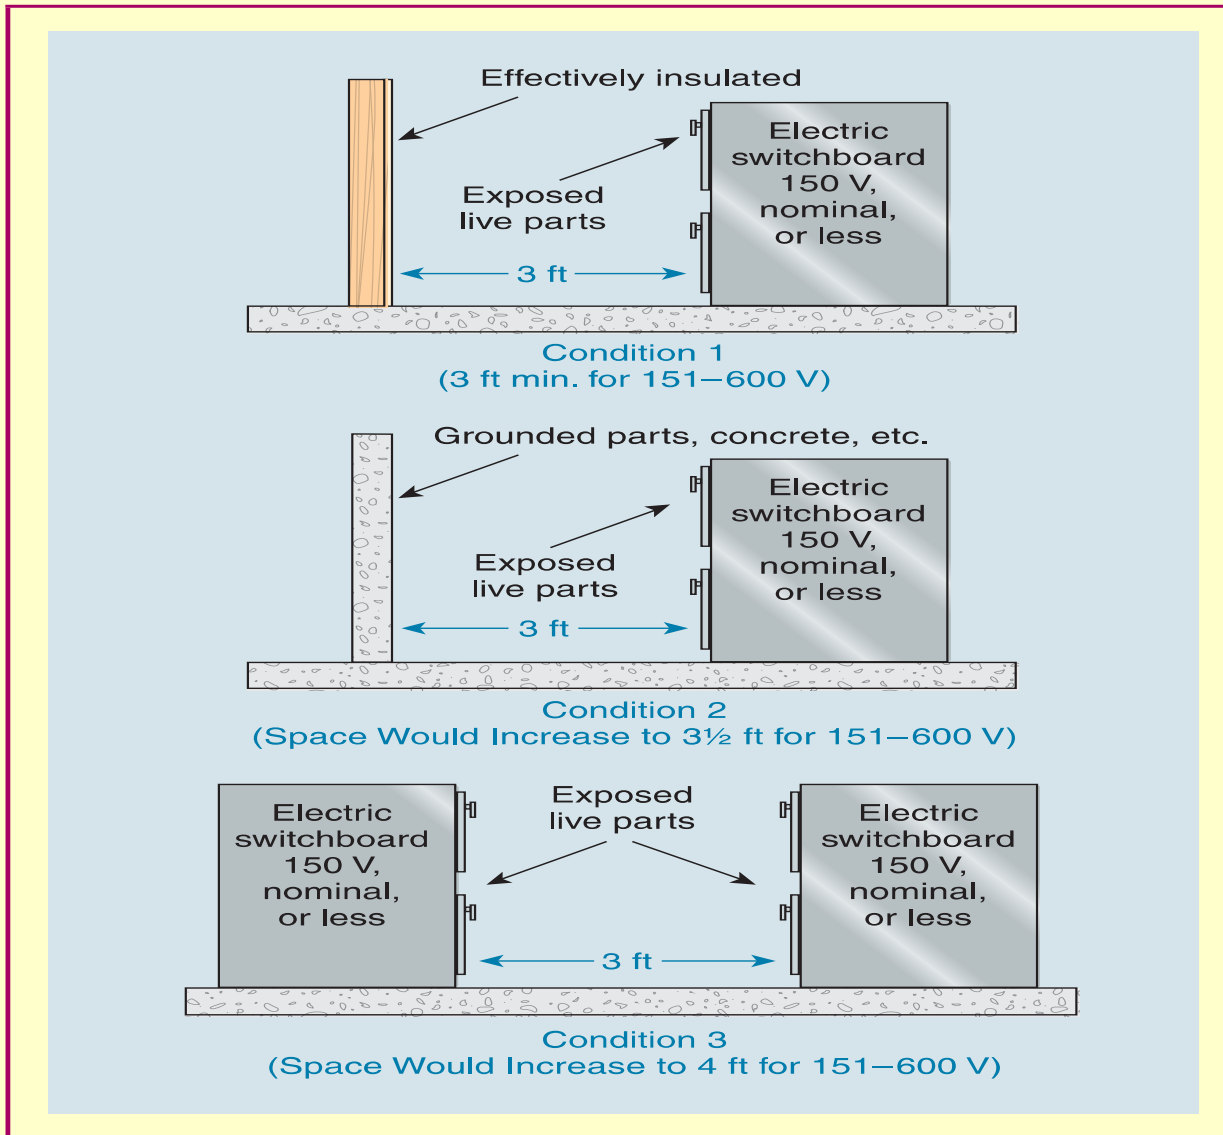 Effectively insulated
Exposed
live parts
Electric
switchboard
150 V,
nominal,
or less
3 ft
Condition 1
(3 ft min. for 151–600 V)
Grounded parts, concrete, etc.
Exposed
live parts
Electric
switchboard
150 V,
nominal,
or less
3 ft
Condition 2
(Space Would Increase to 3½ ft for 151–600 V)
Electric
switchboard
150 V,
nominal,
or less
Exposed
live parts
Electric
switchboard
150 V,
nominal,
or less
3 ft
Condition 3
(Space Would Increase to 4 ft for 151–600 V)